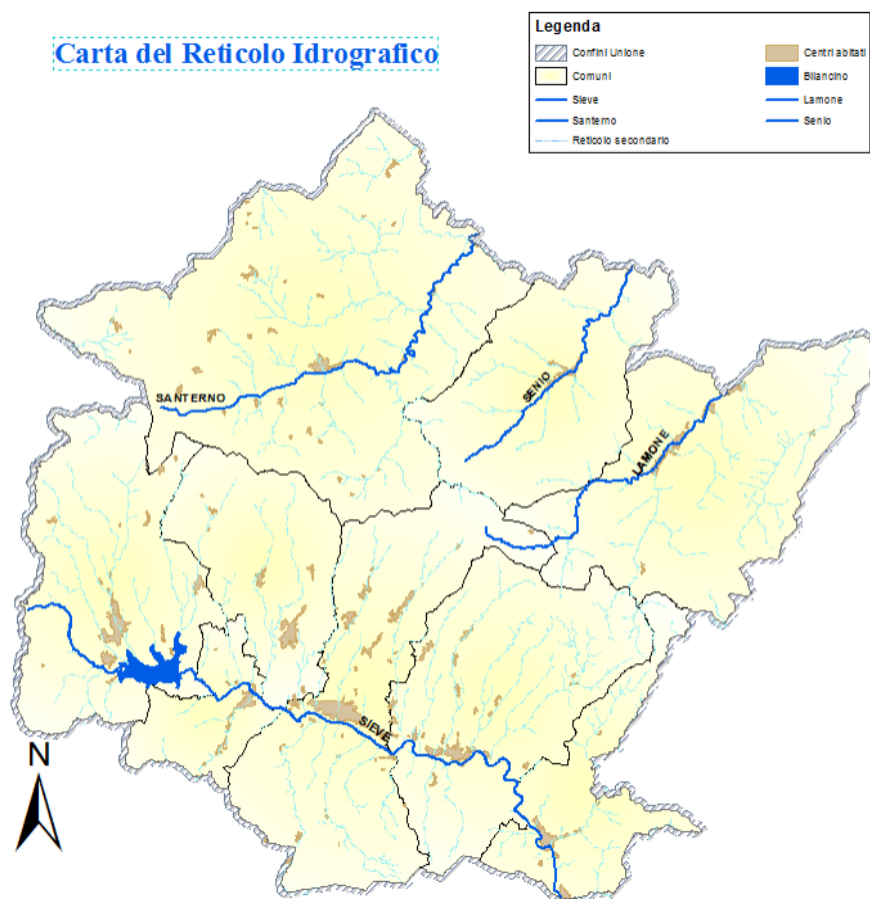 Carta del Reticolo Idrografico
Legenda
Confini Unione
Centri abitati
Comuni
Bilancino
Sieve
Lamone
Santerno
Senio
Reticolo secondario
SANTERNO
SENIO
LAMONE
SIEVE
N